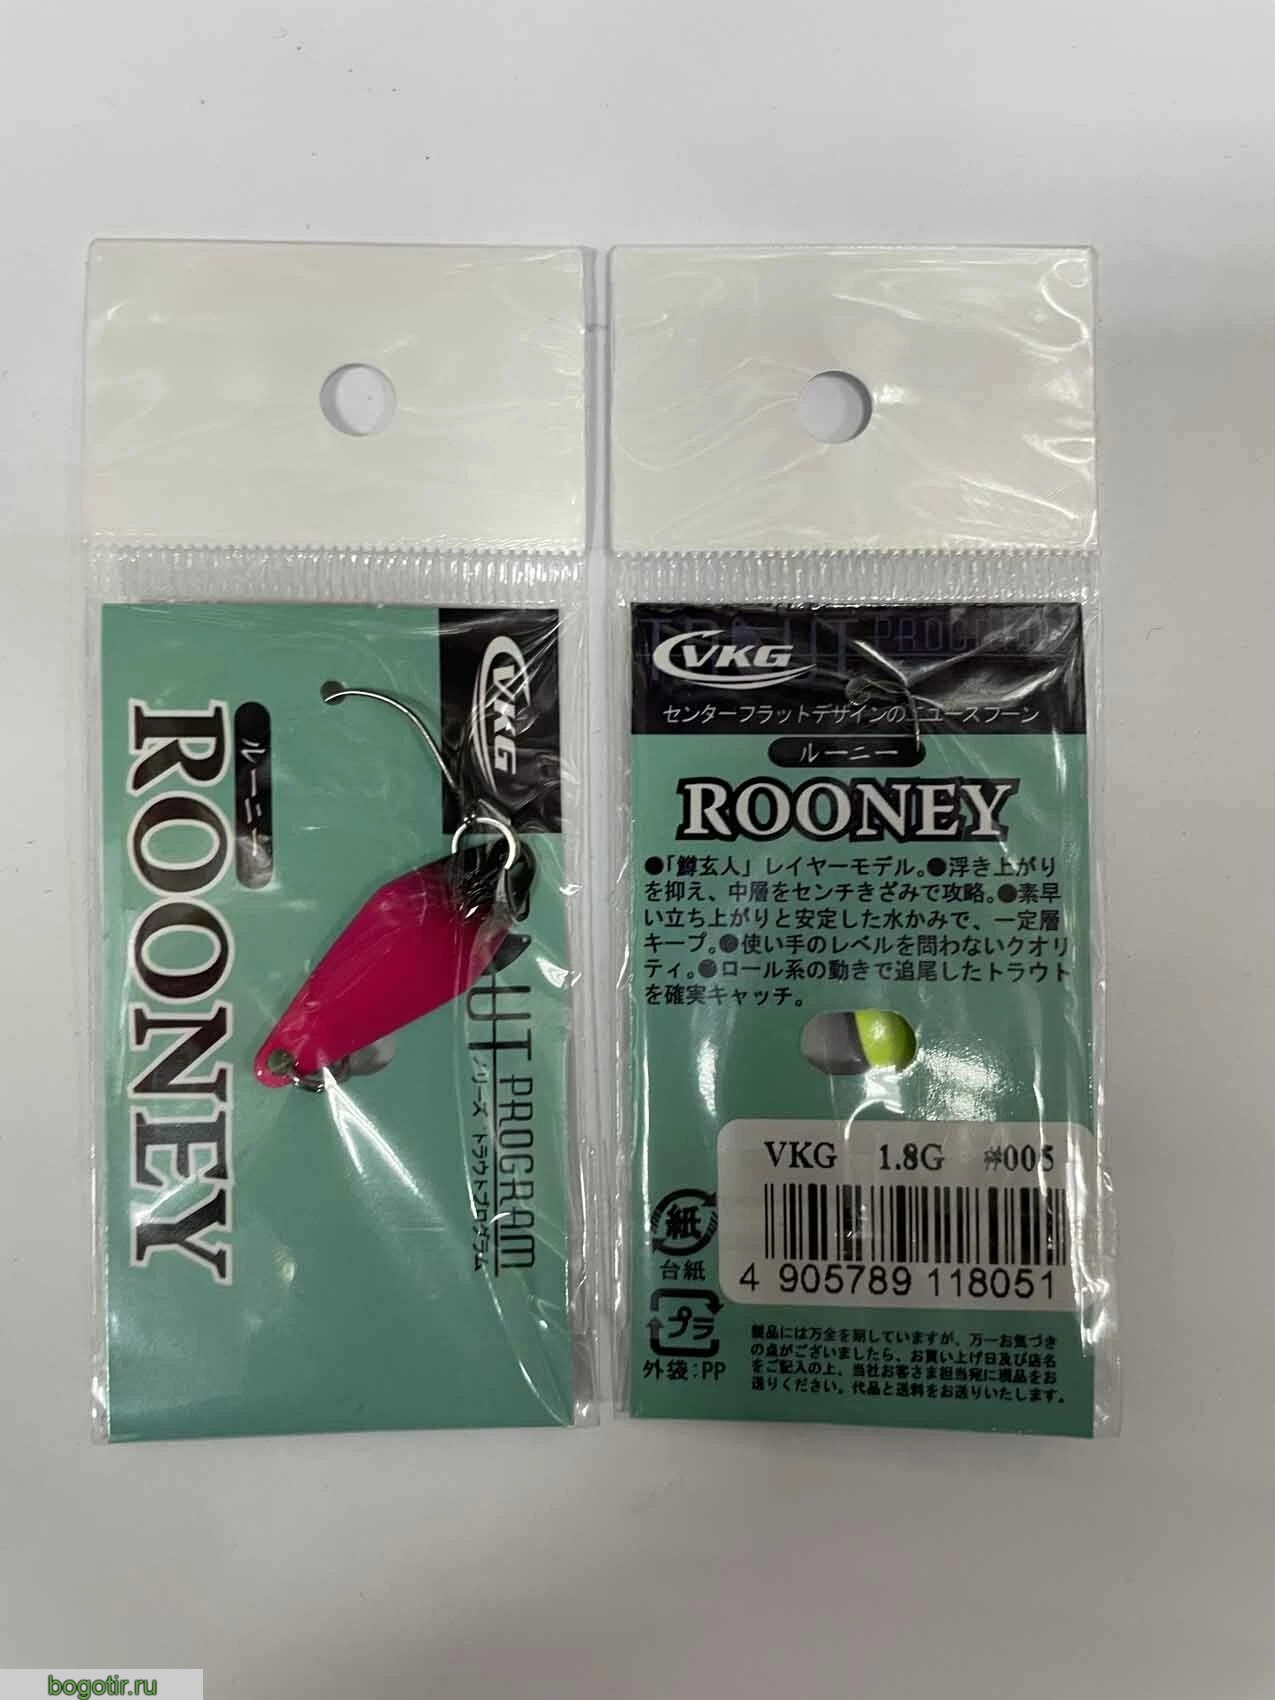 VKG
ROONEY
ルーニー
UT PROGRAM
シリーズ トラウトプログラム
VKG
センターフラットデザインのニュースプーン
ルーニー
ROONEY
●「鱒玄人」レイヤーモデル。●浮き上がり
を抑え、中層をセンチきざみで攻略。●素早
い立ち上がりと安定した水かみで、一定層
キープ。●使い手のレベルを問わないクオリ
ティ。●ロール系の動きで追尾したトラウト
を確実キャッチ。
VKG 1.8G #005
4 905789 118051
紙
台紙
プラ
外袋:PP
製品には万全を期していますが、万一お気づき
の点がございましたら、お買い上げ日及び店名
をご記入の上、当社お客さま担当宛に現品をお
送りください。代品と送料をお送りいたします。
bogotir.ru